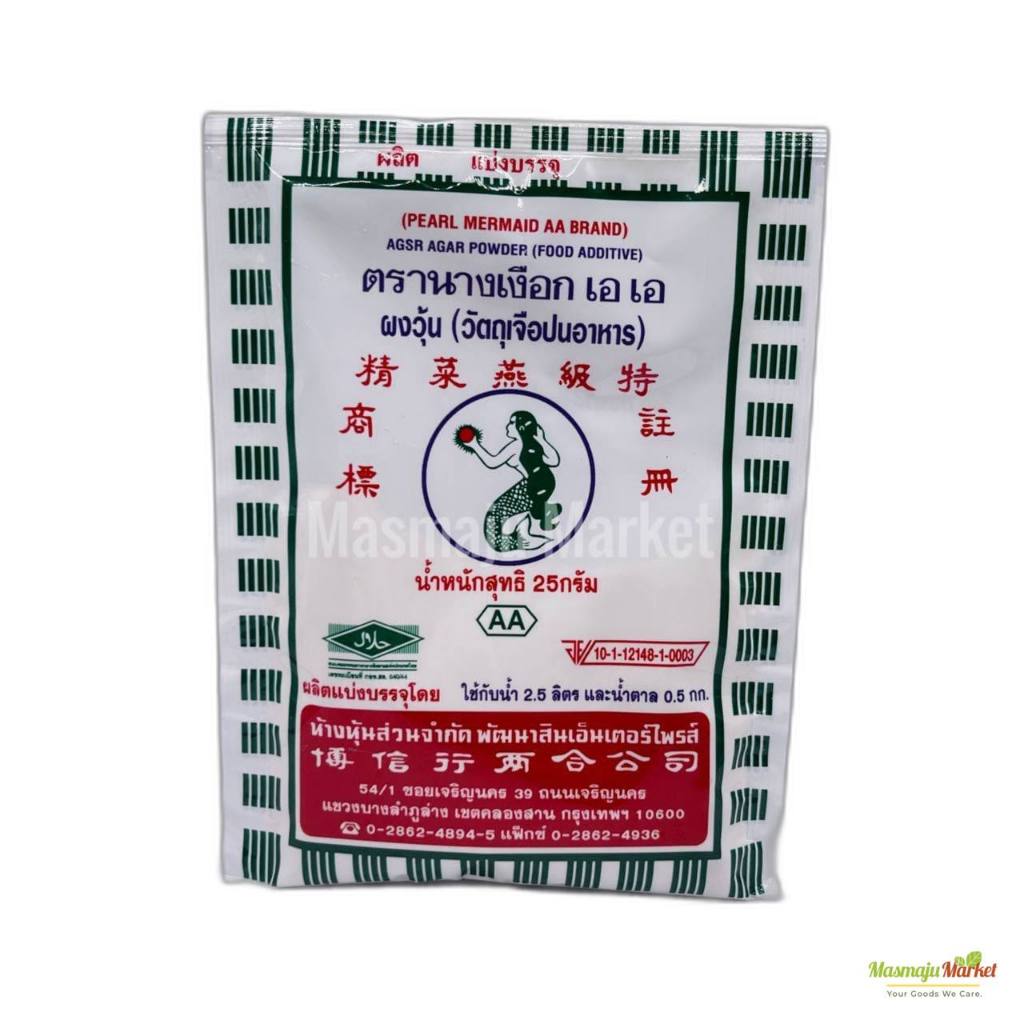 ผลิต แบ่งบรรจุ
(PEARL MERMAID AA BRAND)
AGSR AGAR POWDER (FOOD ADDITIVE)
ตรานางเงือก เอ เอ
ผงวุ้น (วัตถุเจือปนอาหาร)
精菜燕級特
商 註
標 冊
Masmaju Market
น้ำหนักสุทธิ 25กรัม
AA
حلال
10-1-12148-1-0003
ผลิตแบ่งบรรจุโดย ใช้กับน้ำ 2.5 ลิตร และน้ำตาล 0.5 กก.
ห้างหุ้นส่วนจำกัด พัฒนาสินเอ็นเตอร์ไพรส์
博信行兩合公司
54/1 ซอยเจริญนคร 39 ถนนเจริญนคร
แขวงบางลำภูล่าง เขตคลองสาน กรุงเทพฯ 10600
☎ 0-2862-4894-5 แฟ็กซ์ 0-2862-4936
Masmaju Market
Your Goods We Care.